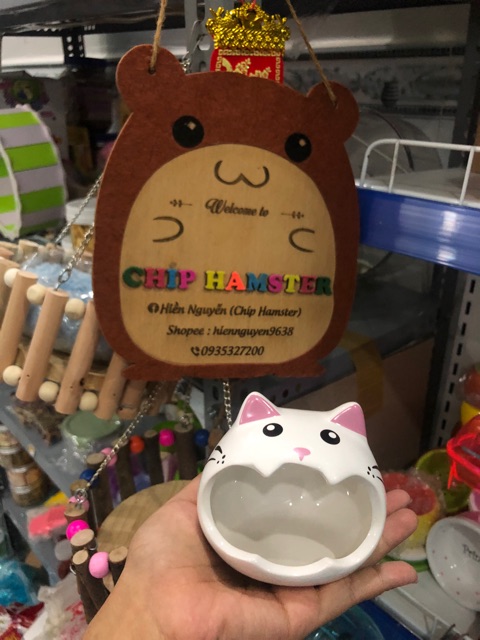 Welcome to
CHIP HAMSTER
Hiền Nguyễn (Chip Hamster)
Shopee : hiennguyen9638
0935327200